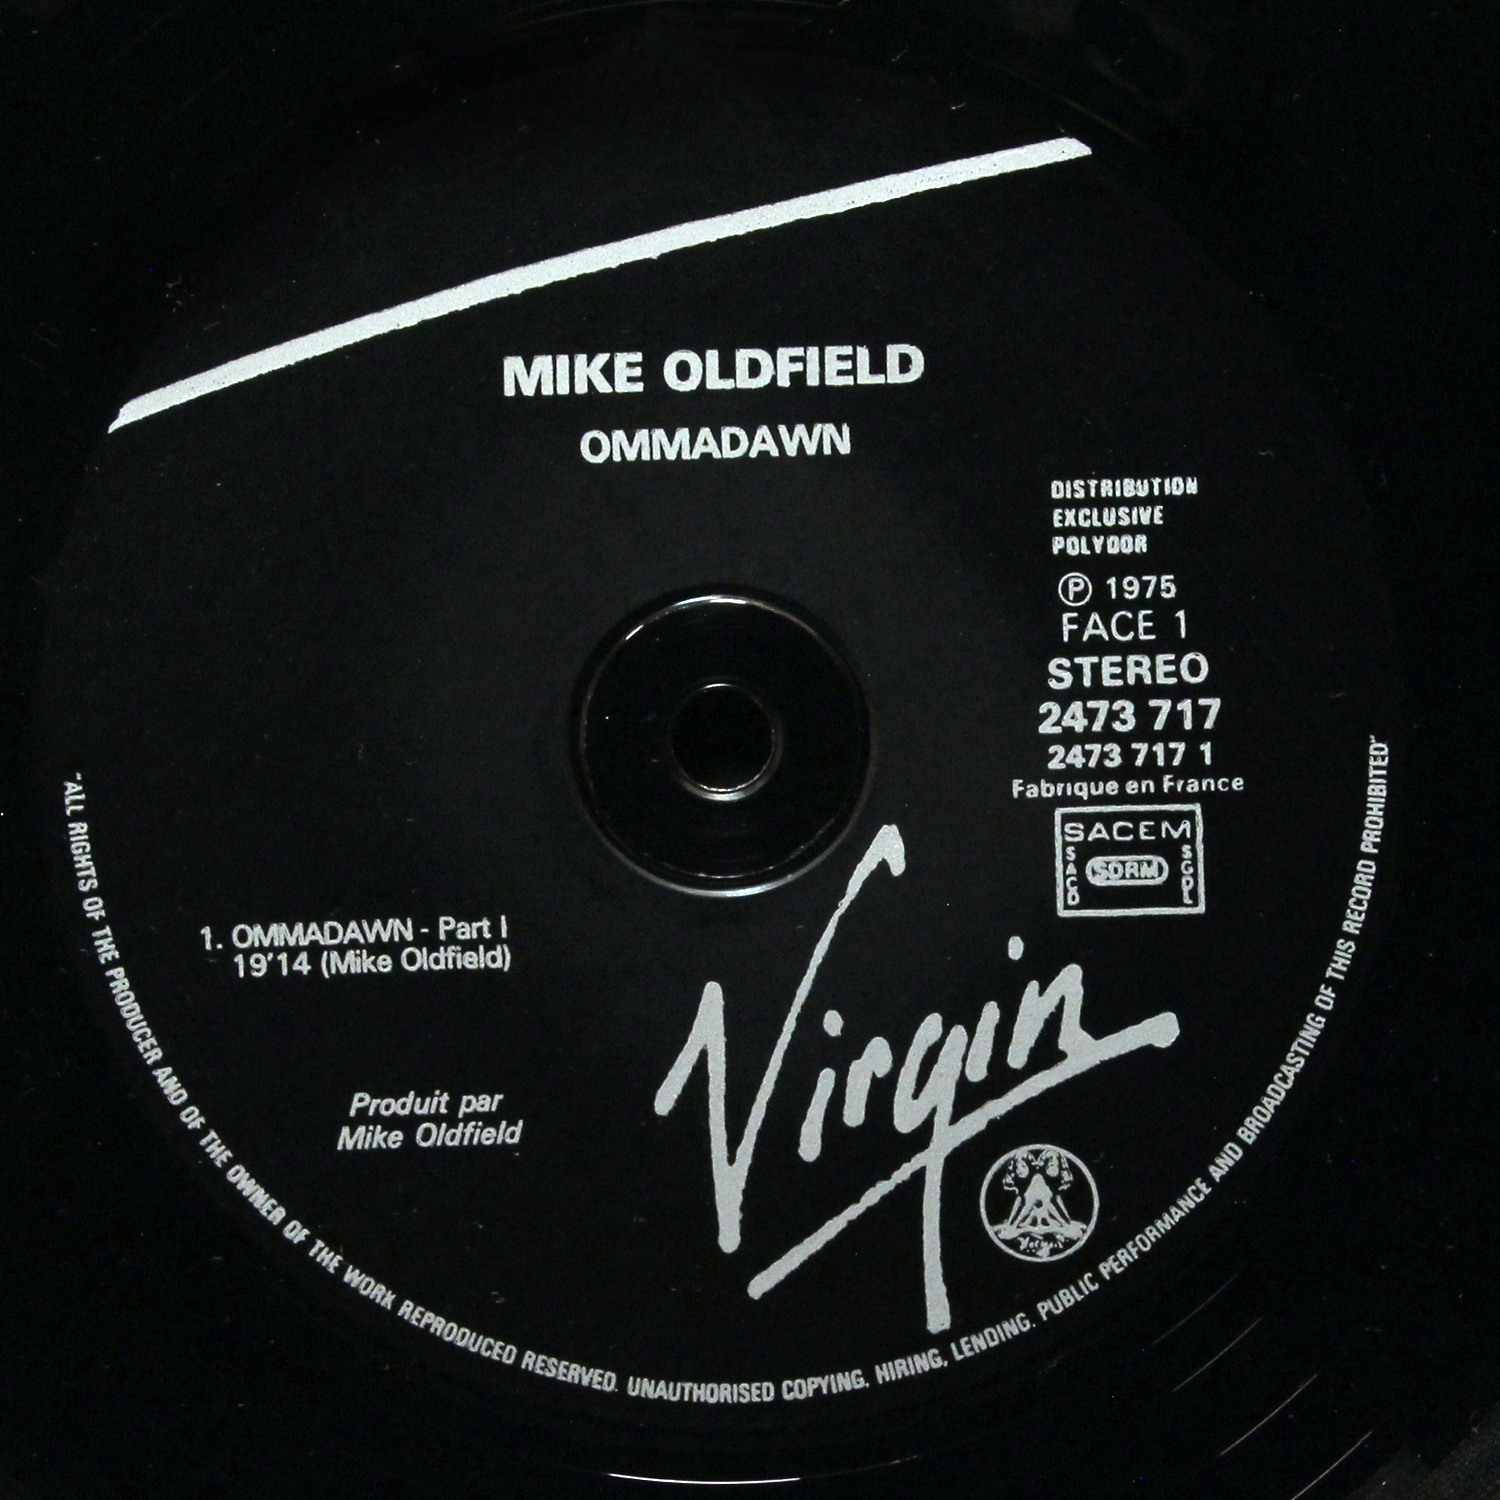 MIKE OLDFIELD
OMMADAWN
DISTRIBUTION
EXCLUSIVE
POLYDOR
Ⓟ 1975
FACE 1
STEREO
2473 717
2473 717 1
Fabrique en France
SACEM
SACD
SDRM
SGDL
1. OMMADAWN - Part I
19'14 (Mike Oldfield)
Produit par
Mike Oldfield
Virgin
"ALL RIGHTS OF THE PRODUCER AND OF THE OWNER OF THE WORK REPRODUCED RESERVED. UNAUTHORISED COPYING, HIRING, LENDING, PUBLIC PERFORMANCE AND BROADCASTING OF THIS RECORD PROHIBITED"